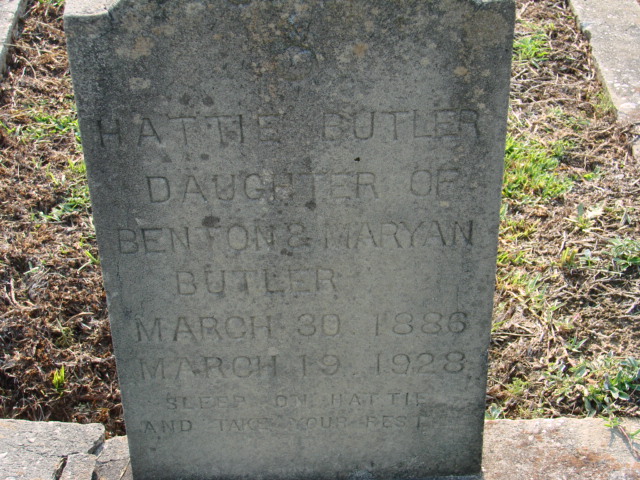 HATTIE BUTLER
DAUGHTER OF
BENYON & MARYAN
BUTLER
MARCH 30 1886
MARCH 19 1928
SLEEP ON HATTIE
AND TAKE YOUR REST